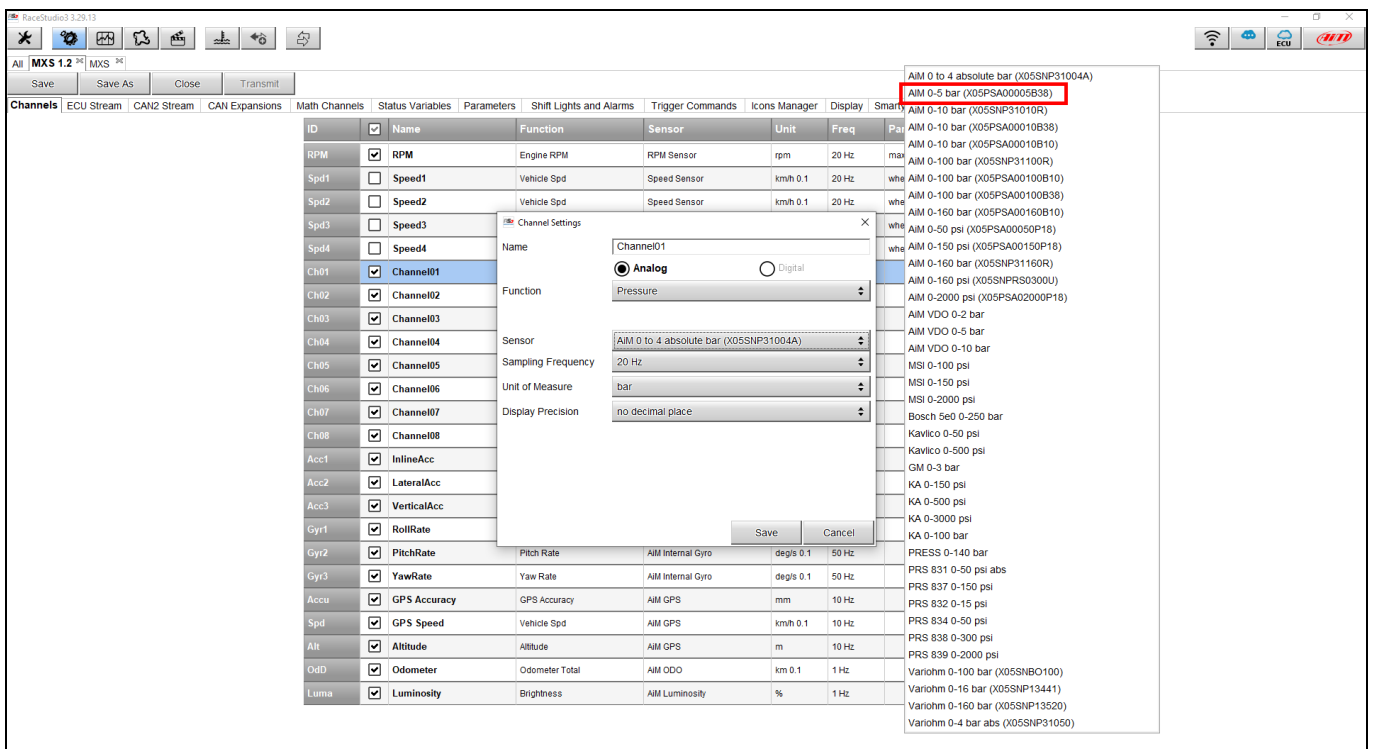 RaceStudio3 3.29.13
ECU
AiM
All MXS 1.2 MXS
Save Save As Close Transmit
Channels ECU Stream CAN2 Stream CAN Expansions Math Channels Status Variables Parameters Shift Lights and Alarms Trigger Commands Icons Manager Display Smarty
ID Name Function Sensor Unit Freq Par
RPM RPM Engine RPM RPM Sensor rpm 20 Hz max
Spd1 Speed1 Vehicle Spd Speed Sensor km/h 0.1 20 Hz whe
Spd2 Speed2 Vehicle Spd Speed Sensor km/h 0.1 20 Hz whe
Spd3 Speed3 whe
Spd4 Speed4 whe
Ch01 Channel01
Ch02 Channel02
Ch03 Channel03
Ch04 Channel04
Ch05 Channel05
Ch06 Channel06
Ch07 Channel07
Ch08 Channel08
Acc1 InlineAcc
Acc2 LateralAcc
Acc3 VerticalAcc
Gyr1 RollRate
Gyr2 PitchRate Pitch Rate AiM Internal Gyro deg/s 0.1 50 Hz
Gyr3 YawRate Yaw Rate AiM Internal Gyro deg/s 0.1 50 Hz
Accu GPS Accuracy GPS Accuracy AiM GPS mm 10 Hz
Spd GPS Speed Vehicle Spd AiM GPS km/h 0.1 10 Hz
Alt Altitude Altitude AiM GPS m 10 Hz
OdD Odometer Odometer Total AiM ODO km 0.1 1 Hz
Luma Luminosity Brightness AiM Luminosity % 1 Hz
Channel Settings
Name Channel01
Analog Digital
Function Pressure
Sensor AiM 0 to 4 absolute bar (X05SNP31004A)
Sampling Frequency 20 Hz
Unit of Measure bar
Display Precision no decimal place
Save Cancel
AiM 0 to 4 absolute bar (X05SNP31004A)
AiM 0-5 bar (X05PSA00005B38)
AiM 0-10 bar (X05SNP31010R)
AiM 0-10 bar (X05PSA00010B38)
AiM 0-10 bar (X05PSA00010B10)
AiM 0-100 bar (X05SNP31100R)
AiM 0-100 bar (X05PSA00100B10)
AiM 0-100 bar (X05PSA00100B38)
AiM 0-160 bar (X05PSA00160B10)
AiM 0-50 psi (X05PSA00050P18)
AiM 0-150 psi (X05PSA00150P18)
AiM 0-160 bar (X05SNP31160R)
AiM 0-160 psi (X05SNPRS0300U)
AiM 0-2000 psi (X05PSA02000P18)
AiM VDO 0-2 bar
AiM VDO 0-5 bar
AiM VDO 0-10 bar
MSI 0-100 psi
MSI 0-150 psi
MSI 0-2000 psi
Bosch 5e0 0-250 bar
Kavlico 0-50 psi
Kavlico 0-500 psi
GM 0-3 bar
KA 0-150 psi
KA 0-500 psi
KA 0-3000 psi
KA 0-100 bar
PRESS 0-140 bar
PRS 831 0-50 psi abs
PRS 837 0-150 psi
PRS 832 0-15 psi
PRS 834 0-50 psi
PRS 838 0-300 psi
PRS 839 0-2000 psi
Variohm 0-100 bar (X05SNBO100)
Variohm 0-16 bar (X05SNP13441)
Variohm 0-160 bar (X05SNP13520)
Variohm 0-4 bar abs (X05SNP31050)